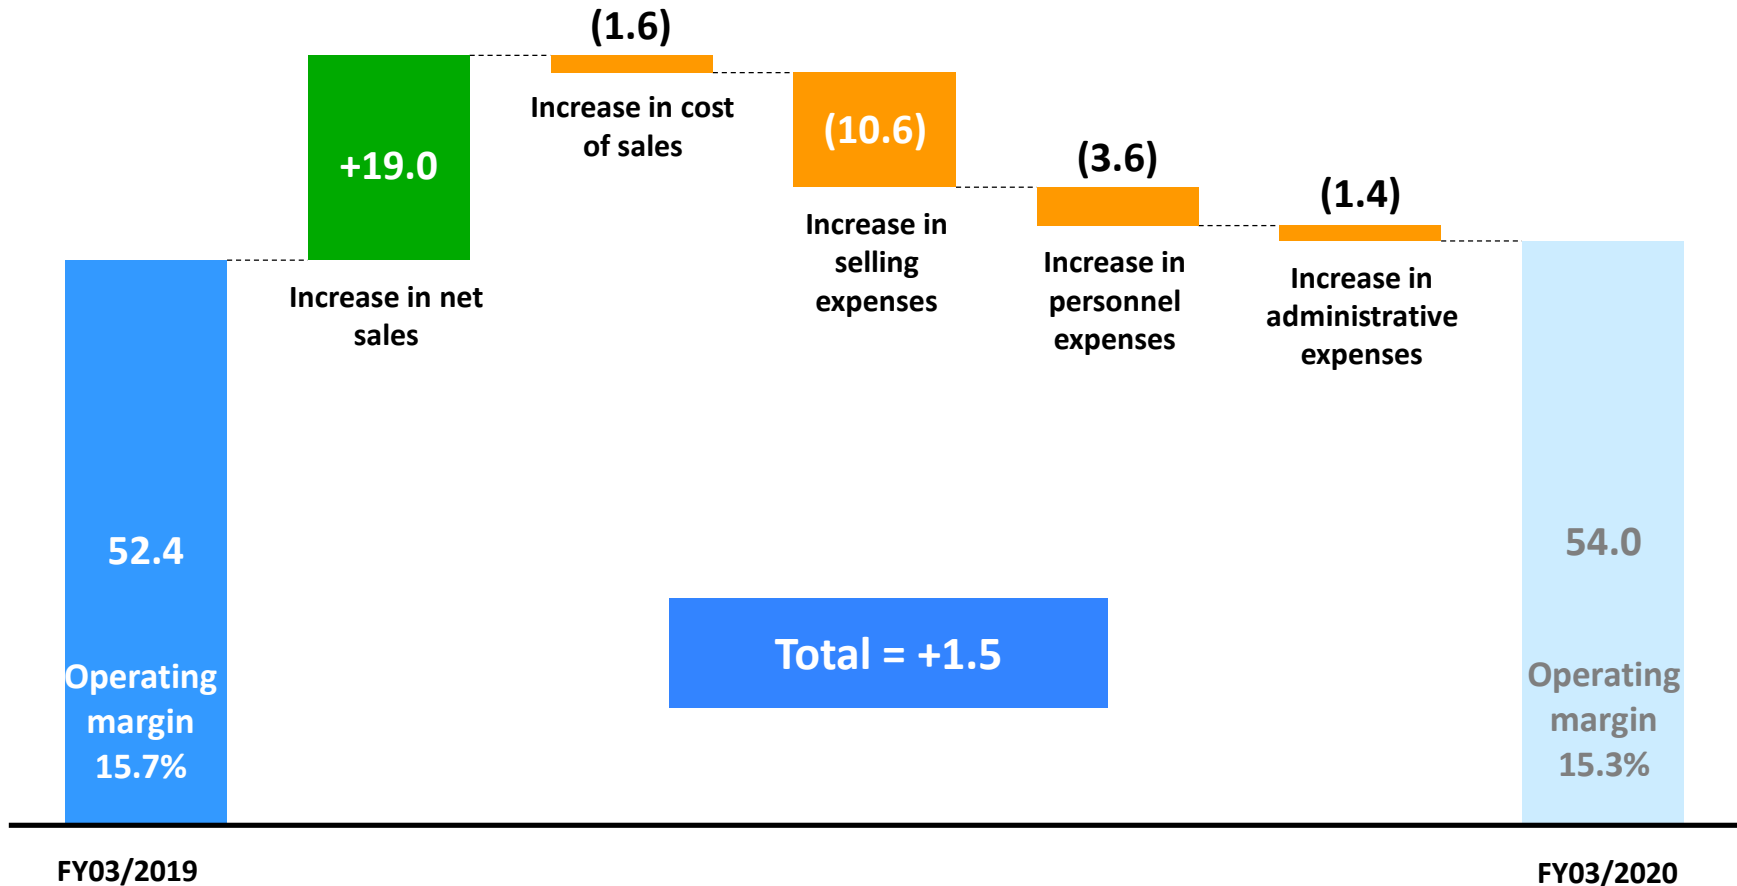 (1.6)
Increase in cost
of sales
+19.0
Increase in net
sales
(10.6)
Increase in
selling
expenses
(3.6)
Increase in
personnel
expenses
(1.4)
Increase in
administrative
expenses
52.4
Operating
margin
15.7%
Total = +1.5
54.0
Operating
margin
15.3%
FY03/2019
FY03/2020